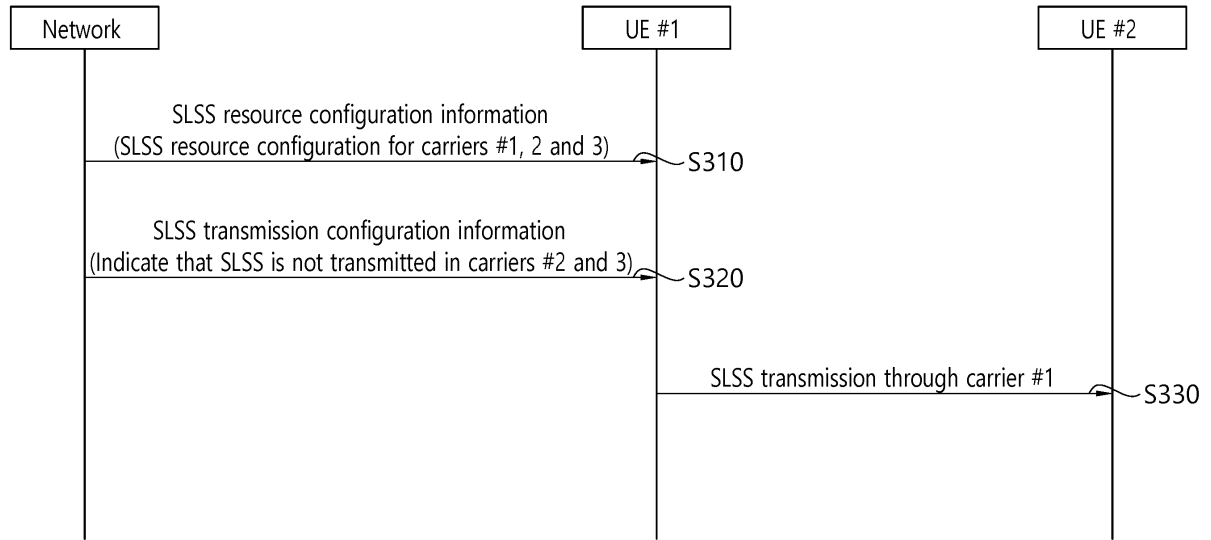 Network
UE #1
UE #2
SLSS resource configuration information
(SLSS resource configuration for carriers #1, 2 and 3)
S310
SLSS transmission configuration information
(Indicate that SLSS is not transmitted in carriers #2 and 3)
S320
SLSS transmission through carrier #1
S330